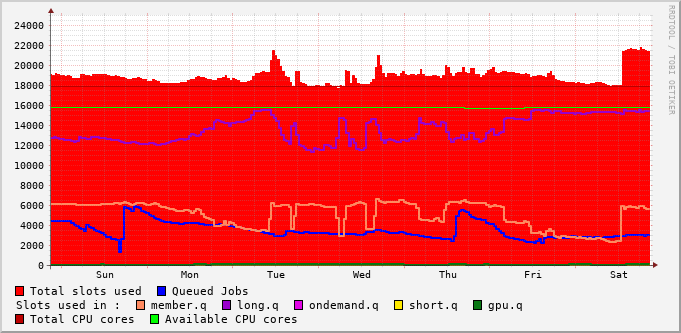 24000
22000
20000
18000
16000
14000
12000
10000
8000
6000
4000
2000
0
Sun Mon Tue Wed Thu Fri Sat
RRDTOOL / TOBI OETIKER
Total slots used Queued Jobs
Slots used in : member.q long.q ondemand.q short.q gpu.q
Total CPU cores Available CPU cores